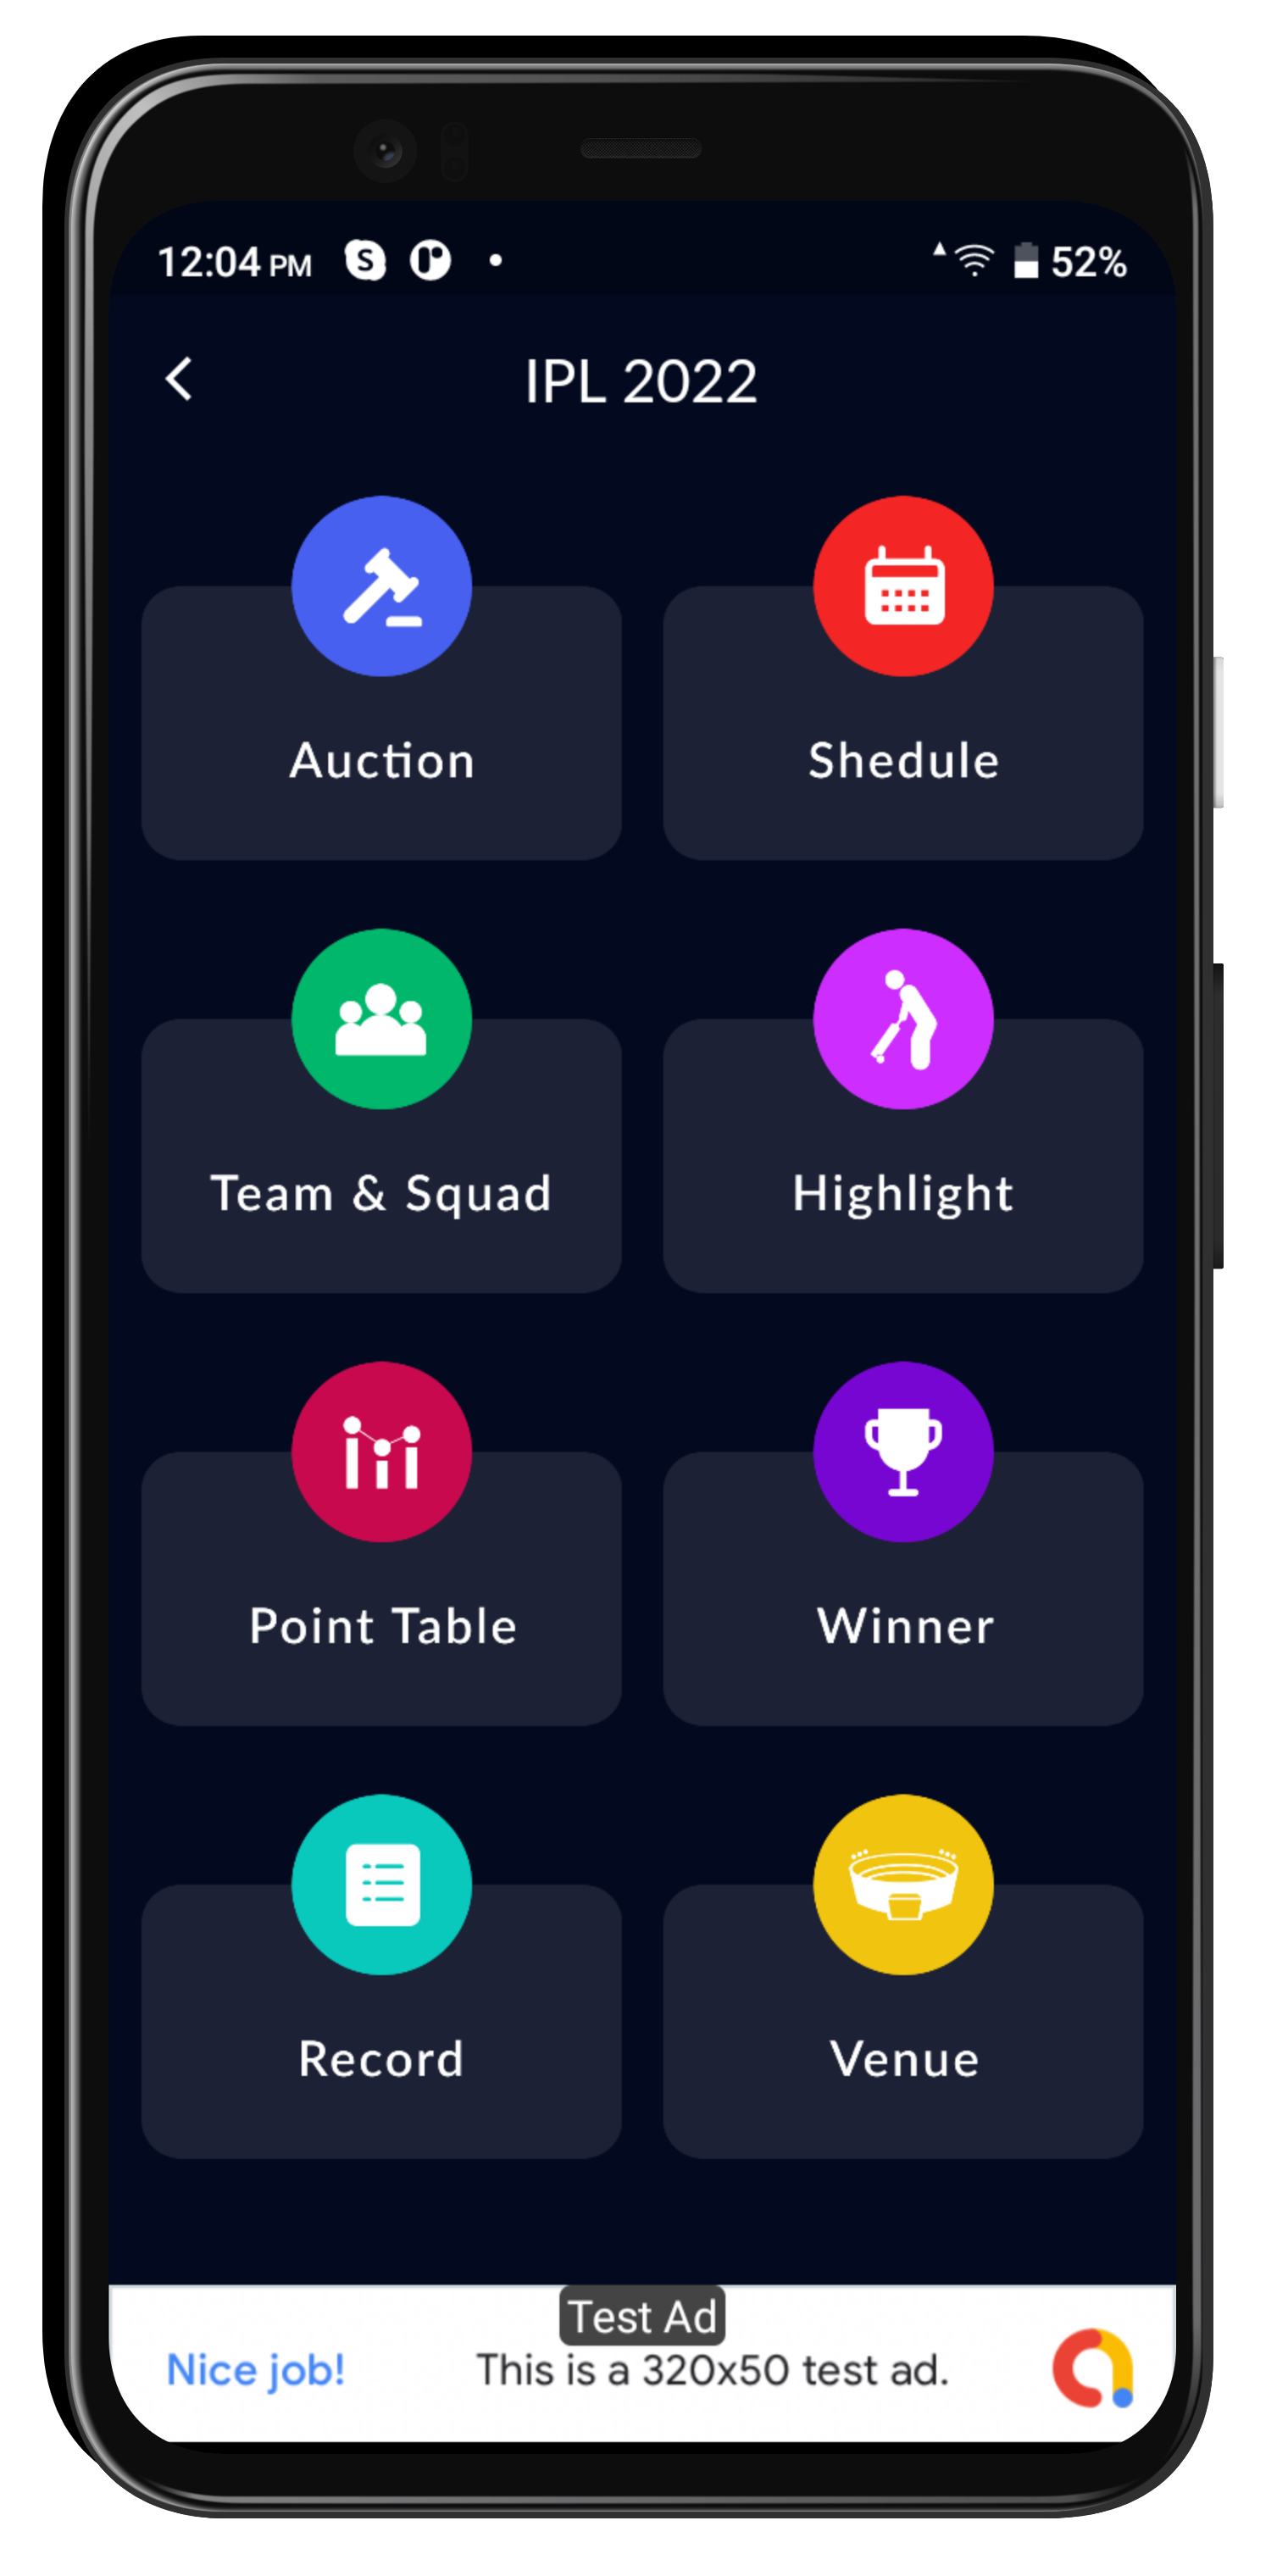 12:04 PM 52%
IPL 2022
Auction Shedule
Team & Squad Highlight
Point Table Winner
Record Venue
Test Ad
Nice job! This is a 320x50 test ad.